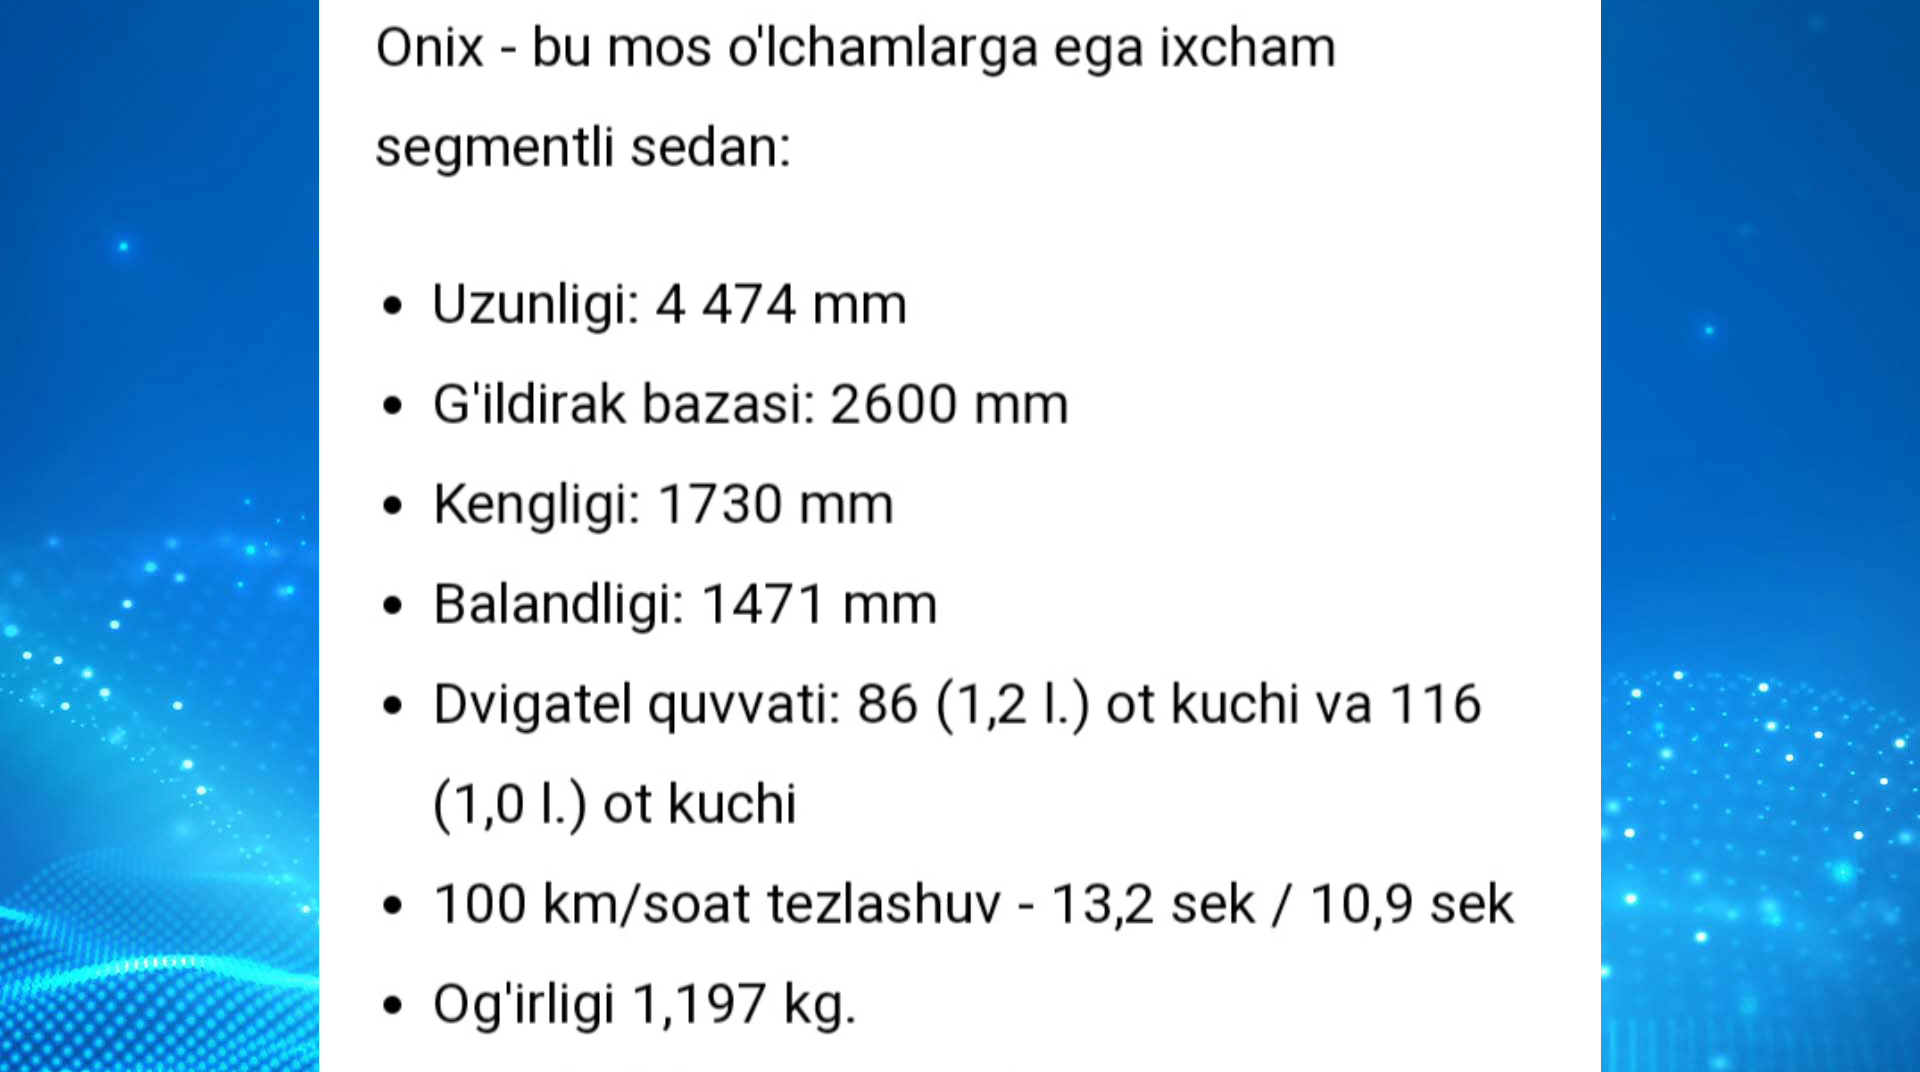 Onix - bu mos o'lchamlarga ega ixcham
segmentli sedan:
• Uzunligi: 4 474 mm
• G'ildirak bazasi: 2600 mm
• Kengligi: 1730 mm
• Balandligi: 1471 mm
• Dvigatel quvvati: 86 (1,2 l.) ot kuchi va 116
(1,0 l.) ot kuchi
• 100 km/soat tezlashuv - 13,2 sek / 10,9 sek
• Og'irligi 1,197 kg.